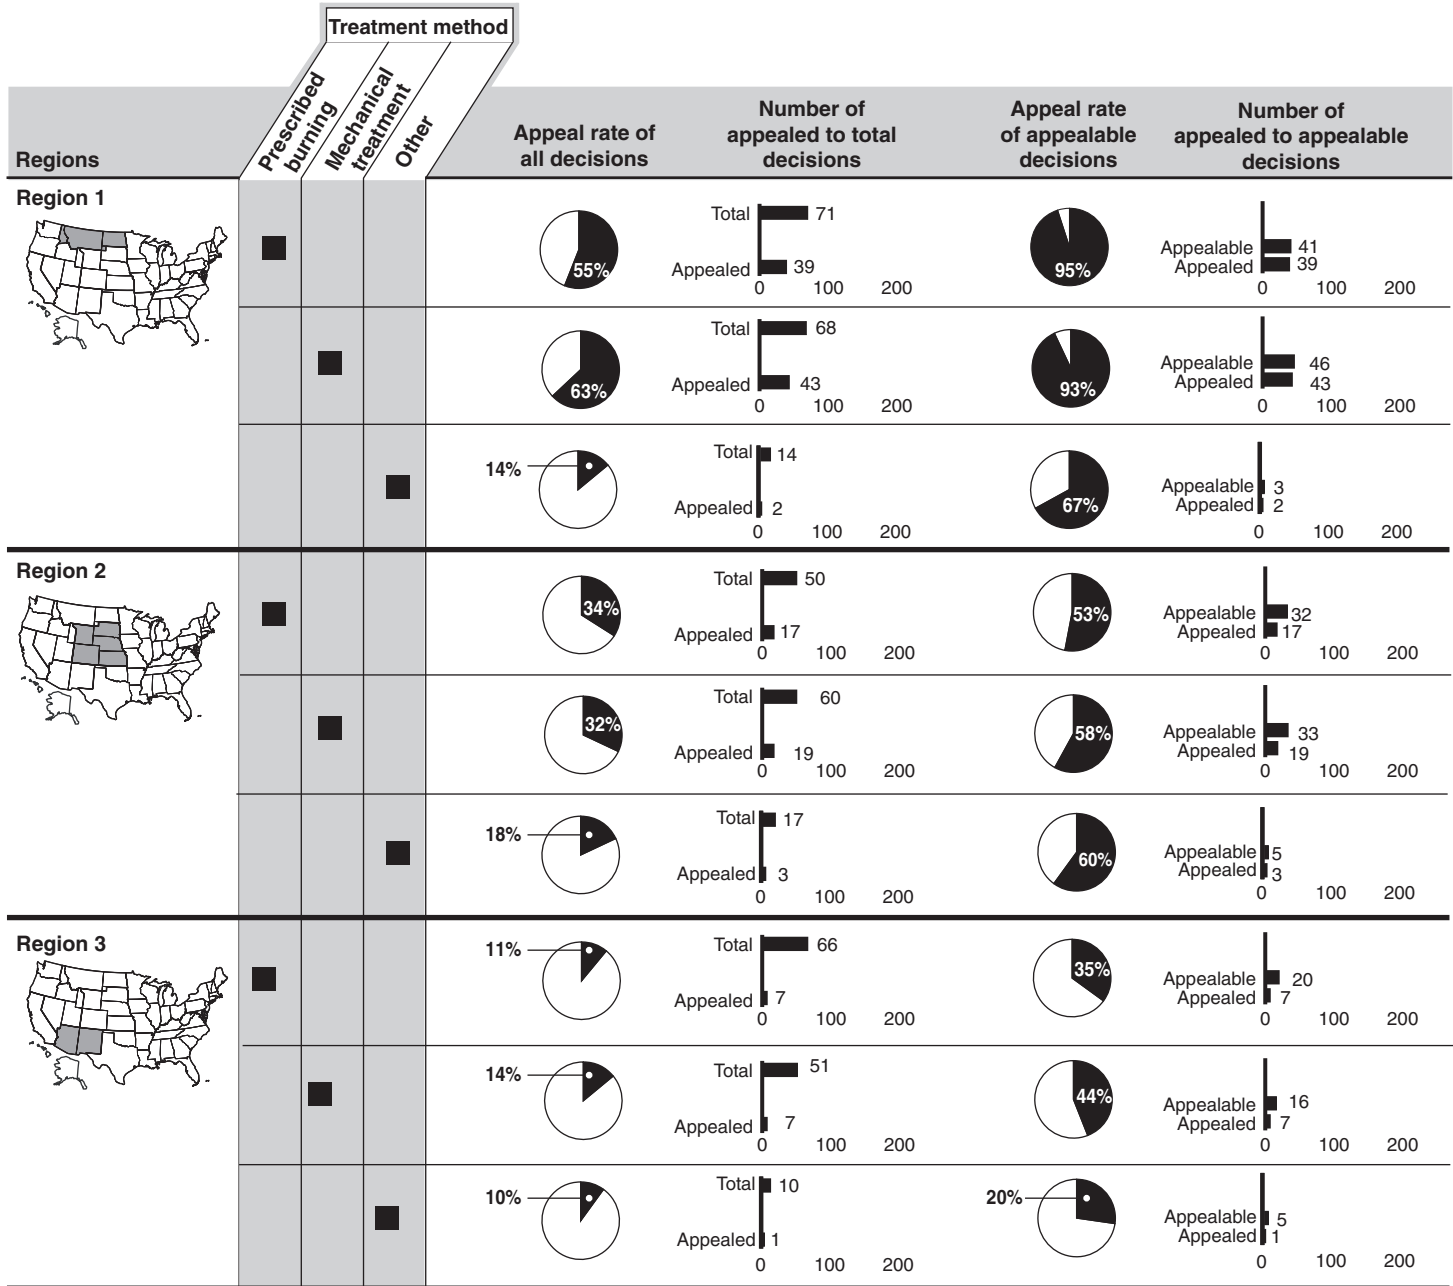 Treatment method
Prescribed
burning
Mechanical
treatment
Other
Regions
Appeal rate of
all decisions
Number of
appealed to total
decisions
Appeal rate
of appealable
decisions
Number of
appealed to appealable
decisions
Region 1
55%
Total 71
Appealed 39
0 100 200
95%
Appealable 41
Appealed 39
0 100 200
63%
Total 68
Appealed 43
0 100 200
93%
Appealable 46
Appealed 43
0 100 200
14%
Total 14
Appealed 2
0 100 200
67%
Appealable 3
Appealed 2
0 100 200
Region 2
34%
Total 50
Appealed 17
0 100 200
53%
Appealable 32
Appealed 17
0 100 200
32%
Total 60
Appealed 19
0 100 200
58%
Appealable 33
Appealed 19
0 100 200
18%
Total 17
Appealed 3
0 100 200
60%
Appealable 5
Appealed 3
0 100 200
Region 3
11%
Total 66
Appealed 7
0 100 200
35%
Appealable 20
Appealed 7
0 100 200
14%
Total 51
Appealed 7
0 100 200
44%
Appealable 16
Appealed 7
0 100 200
10%
Total 10
Appealed 1
0 100 200
20%
Appealable 5
Appealed 1
0 100 200